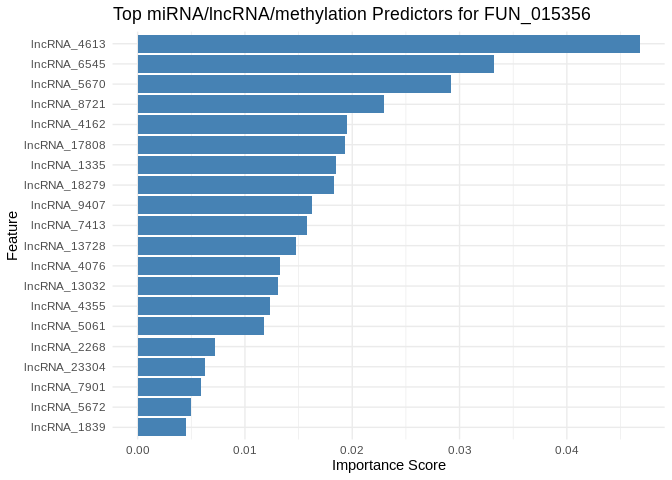 Top miRNA/lncRNA/methylation Predictors for FUN_015356
lncRNA_4613
lncRNA_6545
lncRNA_5670
lncRNA_8721
lncRNA_4162
lncRNA_17808
lncRNA_1335
lncRNA_18279
lncRNA_9407
lncRNA_7413
lncRNA_13728
lncRNA_4076
lncRNA_13032
lncRNA_4355
lncRNA_5061
lncRNA_2268
lncRNA_23304
lncRNA_7901
lncRNA_5672
lncRNA_1839
Feature
0.00 0.01 0.02 0.03 0.04
Importance Score